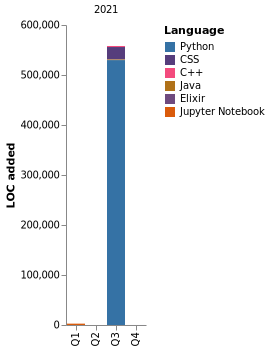 2021
Language
Python
CSS
C++
Java
Elixir
Jupyter Notebook
LOC added
600,000
500,000
400,000
300,000
200,000
100,000
0
Q1
Q2
Q3
Q4